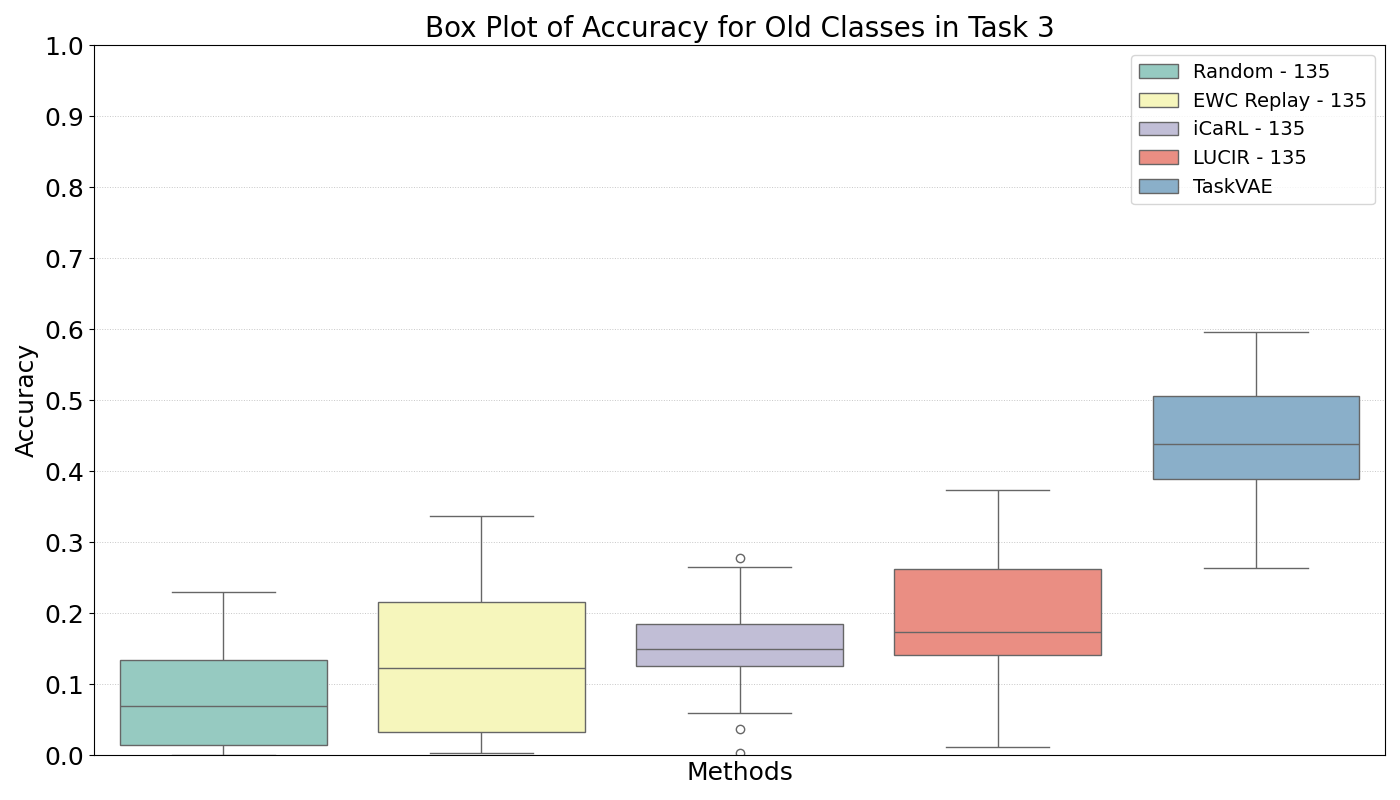 Box Plot of Accuracy for Old Classes in Task 3
1.0
0.9
0.8
0.7
0.6
0.5
0.4
0.3
0.2
0.1
0.0
Accuracy
Methods
Random - 135
EWC Replay - 135
iCaRL - 135
LUCIR - 135
TaskVAE